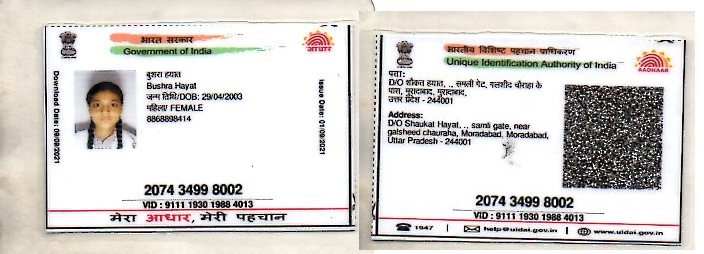 भारत सरकार
Government of India
आधार
Download Date: 09/09/2021
बुशरा हयात
Bushra Hayat
जन्म तिथि/DOB: 29/04/2003
महिला/ FEMALE
8868898414
Issue Date: 01/09/2021
2074 3499 8002
VID : 9111 1930 1988 4013
मेरा आधार, मेरी पहचान
भारतीय विशिष्ट पहचान प्राधिकरण
Unique Identification Authority of India
AADHAAR
पता:
D/O शौकत हयात, ., सम्ली गेट, गलशीद चौराहा के
पास, मुरादाबाद, मुरादाबाद,
उत्तर प्रदेश - 244001
Address:
D/O Shaukat Hayat, ., samli gate, near
galsheed chauraha, Moradabad, Moradabad,
Uttar Pradesh - 244001
2074 3499 8002
VID : 9111 1930 1988 4013
1947
help@uidai.gov.in
www.uidai.gov.in